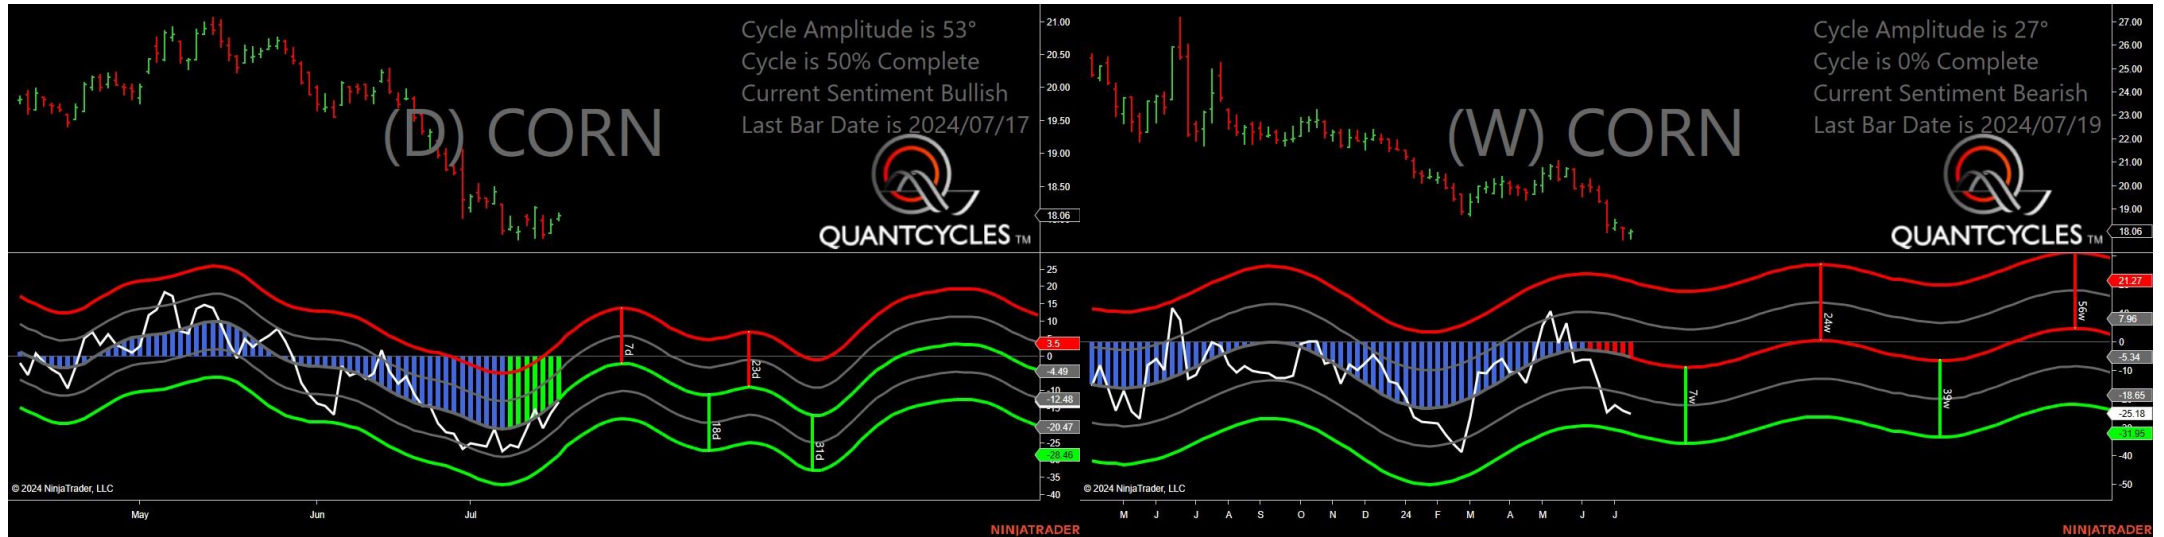 Cycle Amplitude is 53°
Cycle is 50% Complete
Current Sentiment Bullish
Last Bar Date is 2024/07/17
(D) CORN
QUANTCYCLES TM
21.00
20.50
20.00
19.50
19.00
18.50
18.06
25
20
15
10
5
3.5
0
-4.49
-10
-12.48
-15
-20.47
-25
-28.46
-35
-40
7d
18d
23d
31d
© 2024 NinjaTrader, LLC
May
Jun
Jul
NINJATRADER
Cycle Amplitude is 27°
Cycle is 0% Complete
Current Sentiment Bearish
Last Bar Date is 2024/07/19
(W) CORN
QUANTCYCLES TM
27.00
26.00
25.00
24.00
23.00
22.00
21.00
20.00
19.00
18.06
21.27
7.96
0
-5.34
-10
-18.65
-25.18
-31.95
-40
-50
7w
24w
39w
56w
© 2024 NinjaTrader, LLC
M
J
J
A
S
O
N
D
24
F
M
A
M
J
J
NINJATRADER